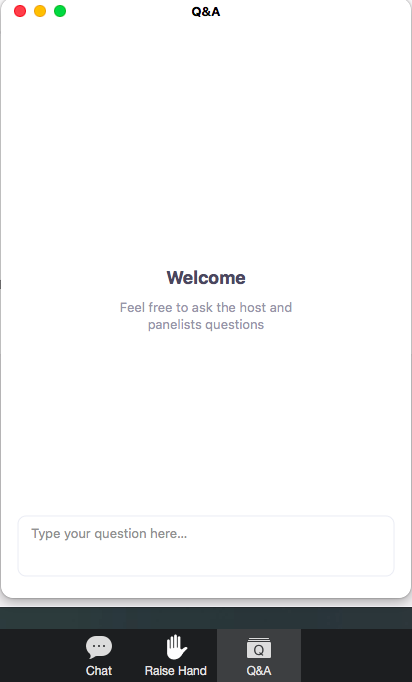 Q&A
Welcome
Feel free to ask the host and
panelists questions
Type your question here...
Chat
Raise Hand
Q
Q&A